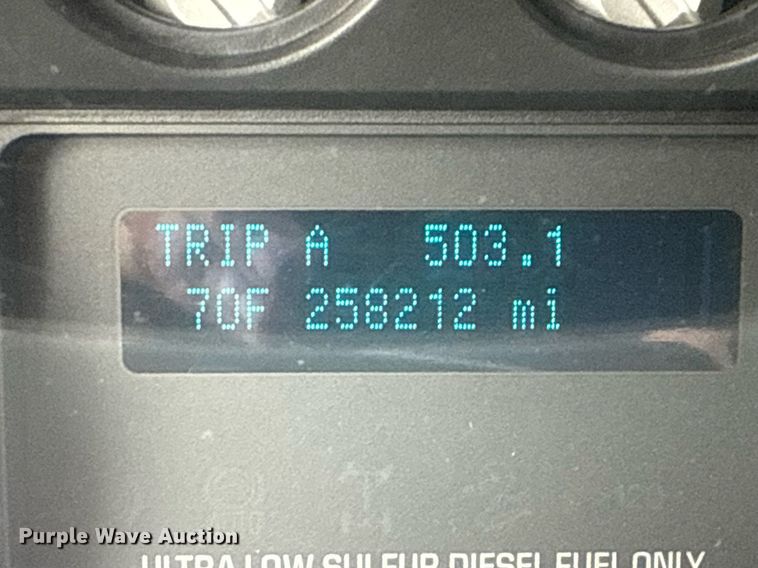 TRIP A 503.1
70F 258212 mi
Purple Wave Auction
ULTRA LOW SULFUR DIESEL FUEL ONLY